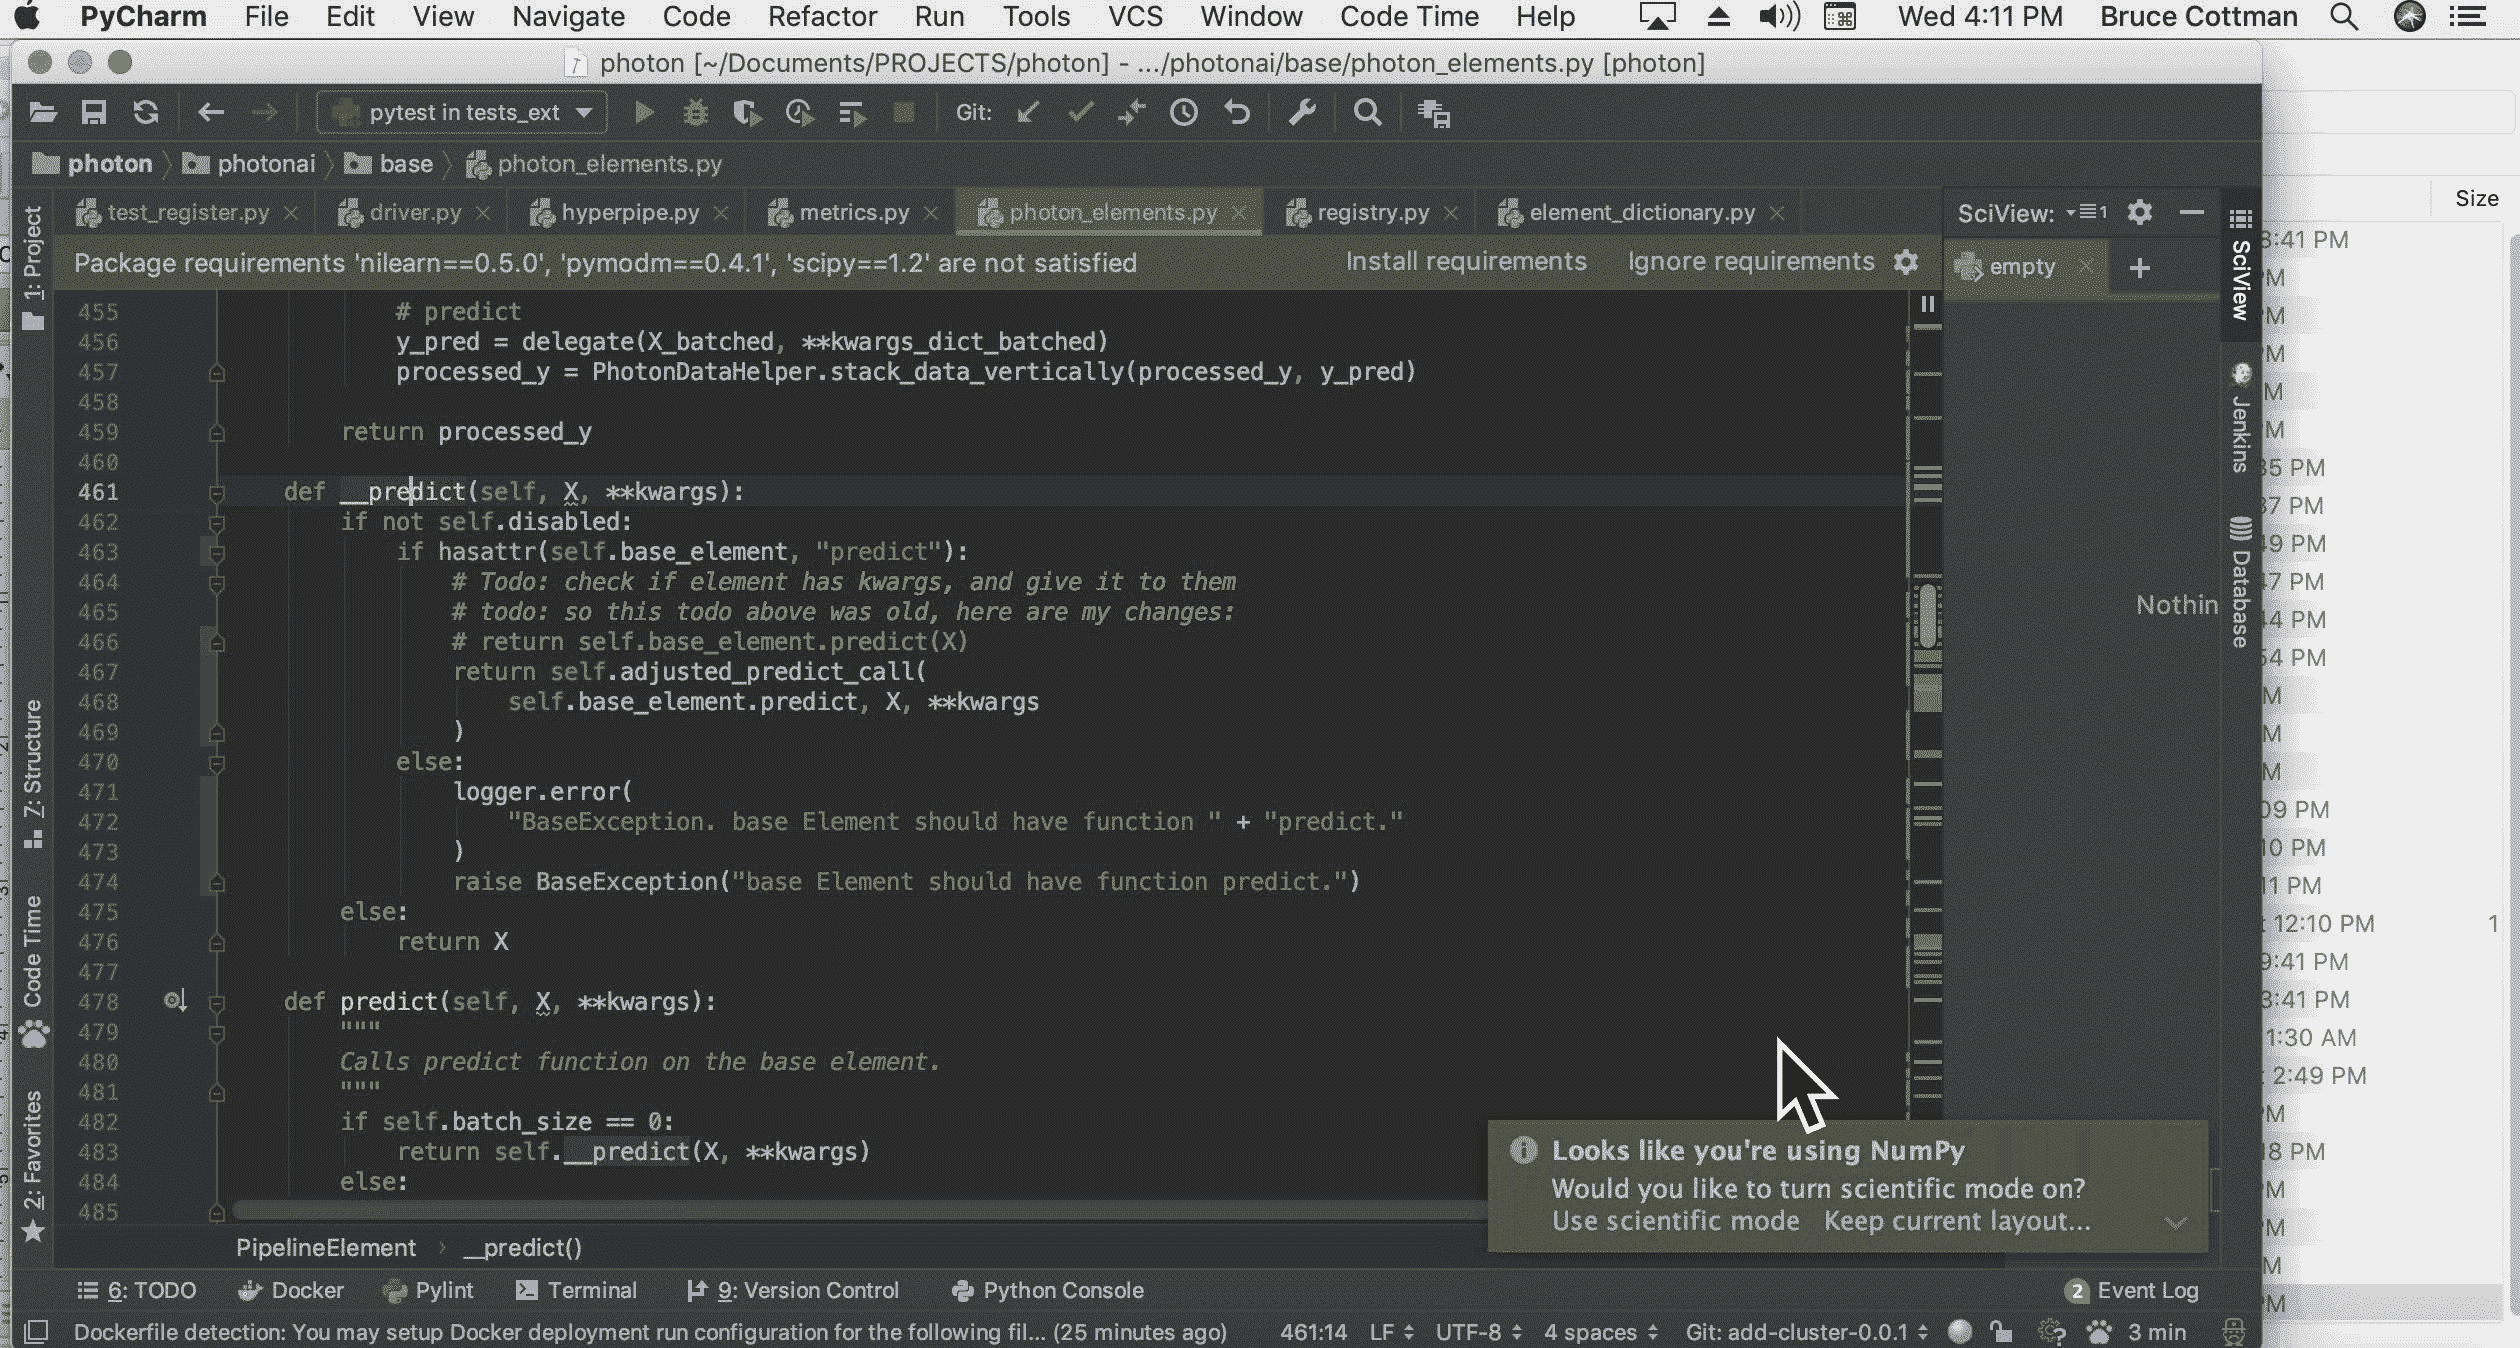 PyCharm File Edit View Navigate Code Refactor Run Tools VCS Window Code Time Help Wed 4:11 PM Bruce Cottman
photon [~/Documents/PROJECTS/photon] - .../photonai/base/photon_elements.py [photon]
pytest in tests_ext Git:
photon photonai base photon_elements.py
test_register.py driver.py hyperpipe.py metrics.py photon_elements.py registry.py element_dictionary.py SciView: 1
Package requirements 'nilearn==0.5.0', 'pymodm==0.4.1', 'scipy==1.2' are not satisfied Install requirements Ignore requirements
empty
1: Project
7: Structure
Code Time
2: Favorites
455 # predict
456 y_pred = delegate(X_batched, **kwargs_dict_batched)
457 processed_y = PhotonDataHelper.stack_data_vertically(processed_y, y_pred)
458
459 return processed_y
460
461 def __predict(self, X, **kwargs):
462 if not self.disabled:
463 if hasattr(self.base_element, "predict"):
464 # Todo: check if element has kwargs, and give it to them
465 # todo: so this todo above was old, here are my changes:
466 # return self.base_element.predict(X)
467 return self.adjusted_predict_call(
468 self.base_element.predict, X, **kwargs
469 )
470 else:
471 logger.error(
472 "BaseException. base Element should have function " + "predict."
473 )
474 raise BaseException("base Element should have function predict.")
475 else:
476 return X
477
478 def predict(self, X, **kwargs):
479 """
480 Calls predict function on the base element.
481 """
482 if self.batch_size == 0:
483 return self.__predict(X, **kwargs)
484 else:
485
Nothin
SciView
Jenkins
Database
Size
3:41 PM
PM
PM
PM
M
PM
35 PM
37 PM
49 PM
47 PM
44 PM
54 PM
M
M
M
09 PM
10 PM
11 PM
12:10 PM 1
9:41 PM
3:41 PM
1:30 AM
2:49 PM
PM
18 PM
PM
PM
M
PM
Looks like you're using NumPy
Would you like to turn scientific mode on?
Use scientific mode Keep current layout...
PipelineElement __predict()
6: TODO Docker Pylint Terminal 9: Version Control Python Console 2 Event Log
Dockerfile detection: You may setup Docker deployment run configuration for the following fil... (25 minutes ago) 461:14 LF UTF-8 4 spaces Git: add-cluster-0.0.1 3 min